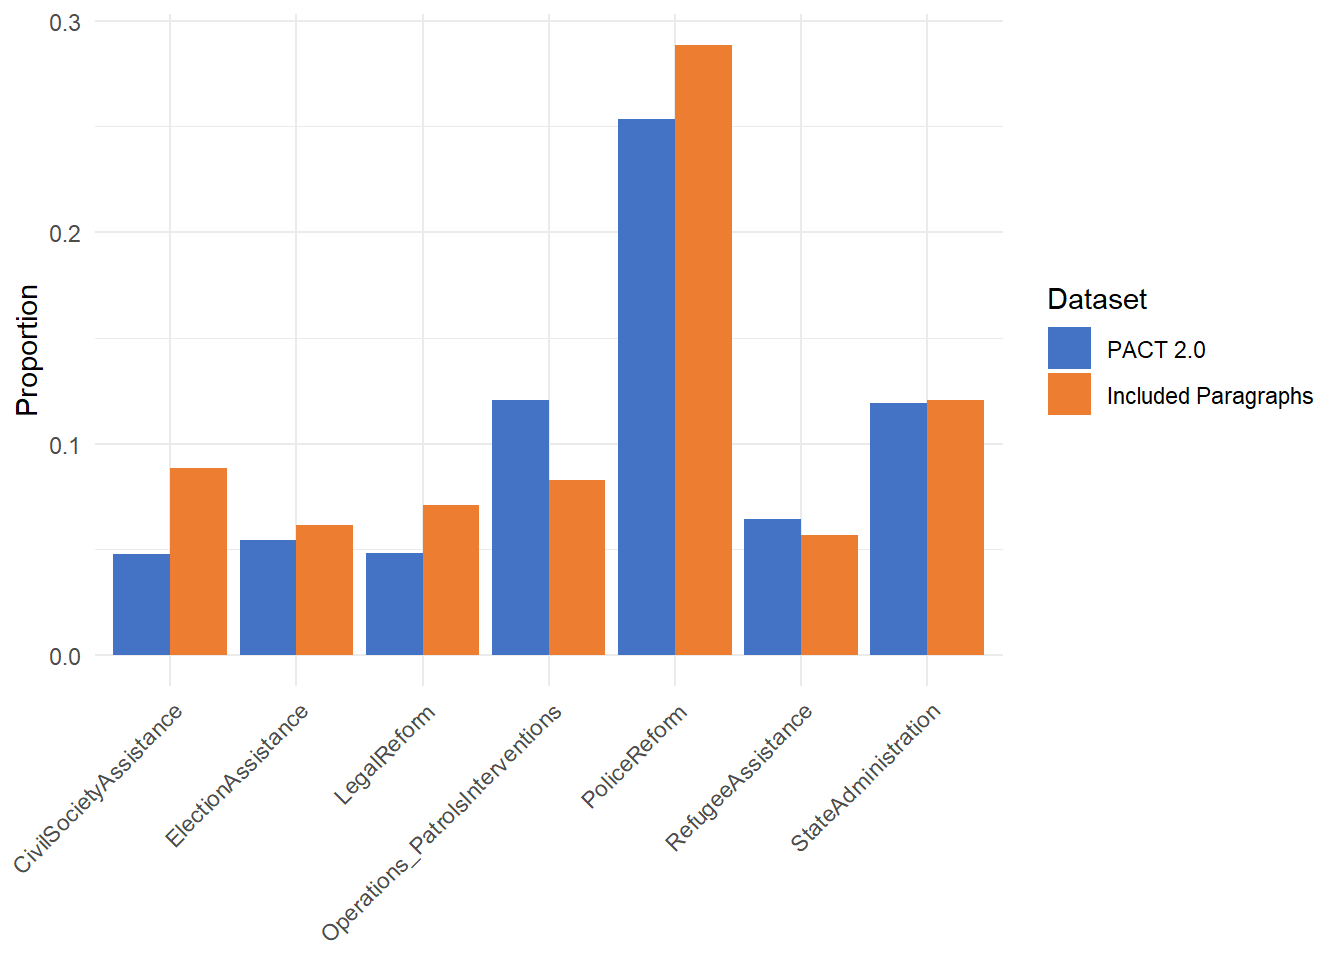 0.3
0.2
0.1
0.0
Proportion
CivilSocietyAssistance
ElectionAssistance
LegalReform
Operations_PatrolsInterventions
PoliceReform
RefugeeAssistance
StateAdministration
Dataset
PACT 2.0
Included Paragraphs